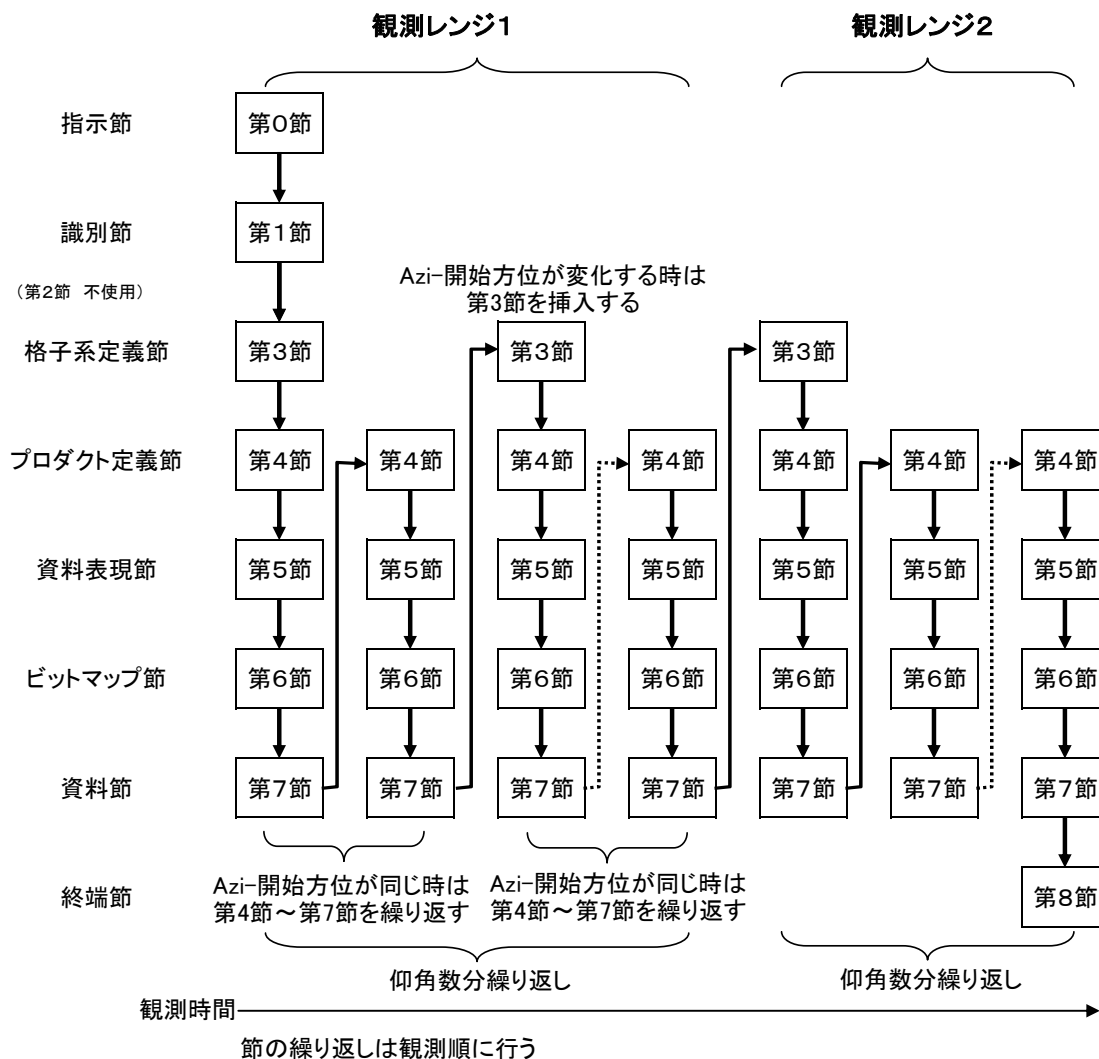 観測レンジ1
観測レンジ2
指示節
第0節
識別節
第1節
（第2節　不使用）
Azi-開始方位が変化する時は
第3節を挿入する
格子系定義節
第3節
第3節
第3節
プロダクト定義節
第4節
第4節
第4節
第4節
第4節
第4節
第4節
資料表現節
第5節
第5節
第5節
第5節
第5節
第5節
第5節
ビットマップ節
第6節
第6節
第6節
第6節
第6節
第6節
第6節
資料節
第7節
第7節
第7節
第7節
第7節
第7節
第7節
Azi-開始方位が同じ時は
第4節～第7節を繰り返す
Azi-開始方位が同じ時は
第4節～第7節を繰り返す
終端節
第8節
仰角数分繰り返し
仰角数分繰り返し
観測時間
節の繰り返しは観測順に行う